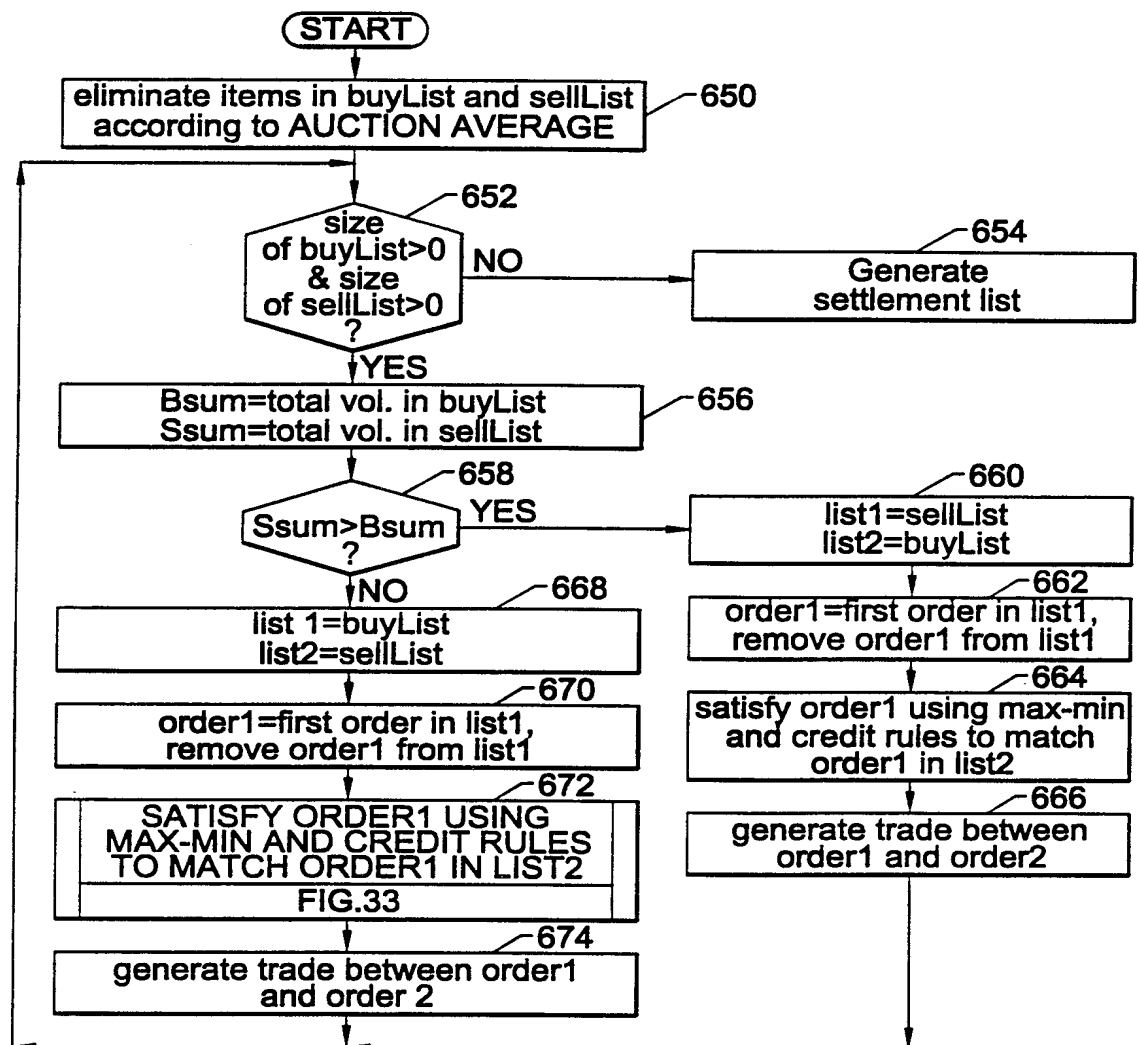 START
eliminate items in buyList and sellList
according to AUCTION AVERAGE
650
652
size
of buyList>0
& size
of sellList>0
?
NO
654
Generate
settlement list
YES
Bsum=total vol. in buyList
Ssum=total vol. in sellList
656
658
Ssum>Bsum
?
YES
660
list1=sellList
list2=buyList
662
order1=first order in list1,
remove order1 from list1
664
satisfy order1 using max-min
and credit rules to match
order1 in list2
666
generate trade between
order1 and order2
NO
668
list 1=buyList
list2=sellList
670
order1=first order in list1,
remove order1 from list1
672
SATISFY ORDER1 USING
MAX-MIN AND CREDIT RULES
TO MATCH ORDER1 IN LIST2
FIG.33
674
generate trade between order1
and order 2